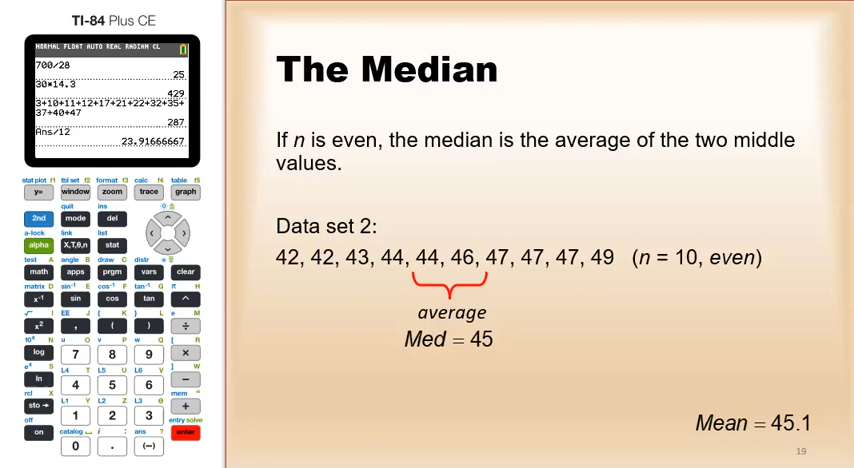 TI-84 Plus CE
NORMAL FLOAT AUTO REAL RADIAN CL
700/28
25
30*14.3
429
3+10+11+12+17+21+22+32+35+
37+40+47
287
Ans/12
23.91666667
stat plot f1 tbl set f2 format f3 calc f4 table f5
y= window zoom trace graph
quit ins
2nd mode del
a-lock link list
alpha X,T,θ,n stat
test A angle B draw C distr
math apps prgm vars clear
matrix D sin⁻¹ E cos⁻¹ F tan⁻¹ G π H
x⁻¹ sin cos tan ^
√ I EE J { K } L e M
x² , ( ) ÷
10ˣ N u O v P w Q [ R
log 7 8 9 ×
eˣ S L4 T L5 U L6 V ] W
ln 4 5 6 −
rcl X L1 Y L2 Z L3 θ mem "
sto→ 1 2 3 +
off catalog i : ans ? entry solve
on 0 . (−) enter
The Median
If n is even, the median is the average of the two middle
values.
Data set 2:
42, 42, 43, 44, 44, 46, 47, 47, 47, 49 (n = 10, even)
average
Med = 45
Mean = 45.1
19